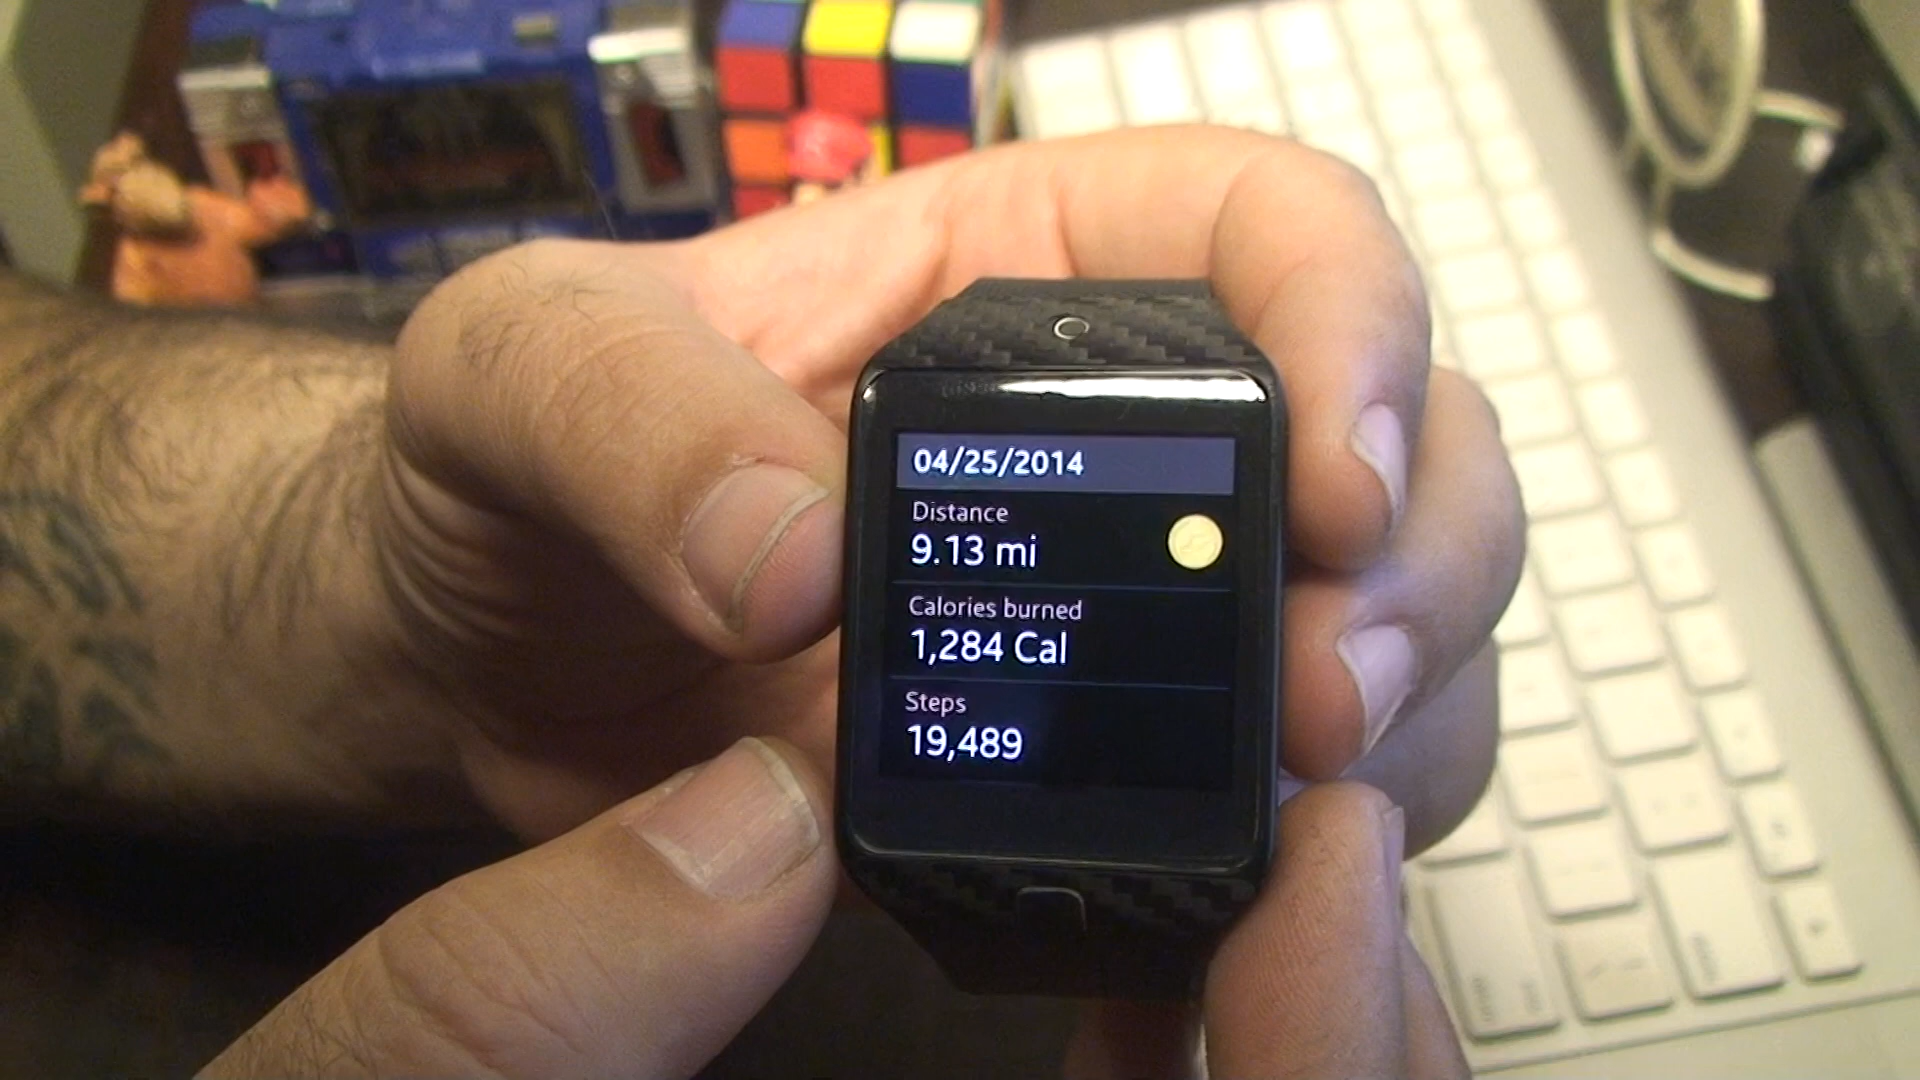 04/25/2014
Distance
9.13 mi
Calories burned
1,284 Cal
Steps
19,489